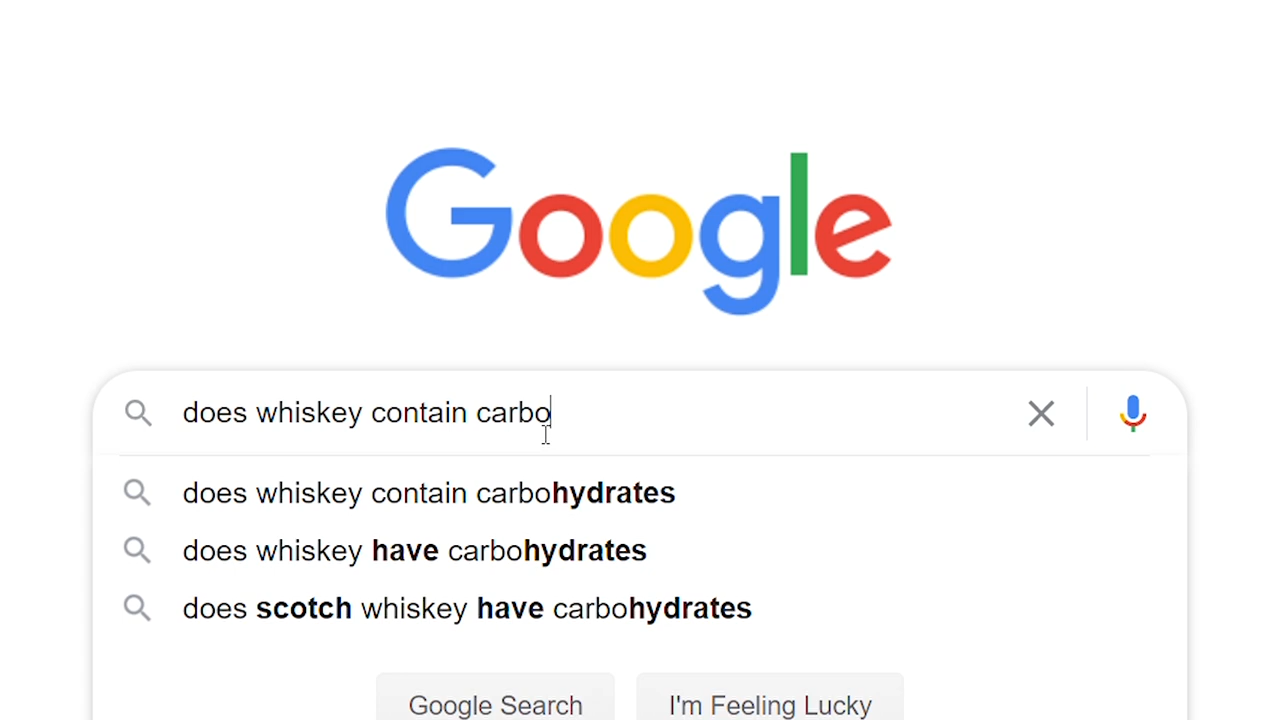 Google
does whiskey contain carbo
does whiskey contain carbohydrates
does whiskey have carbohydrates
does scotch whiskey have carbohydrates
Google Search
I'm Feeling Lucky